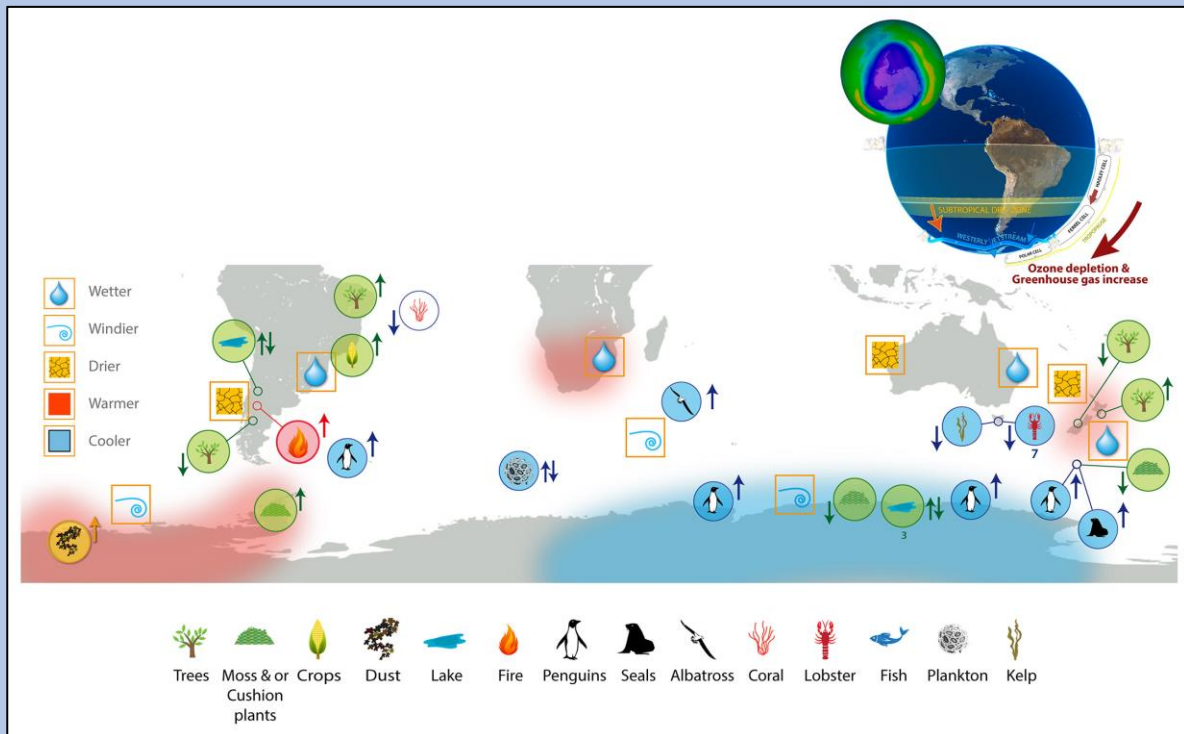 SUBTROPICAL DRY ZONE
WESTERLY JETSTREAM
POLAR CELL
FERREL CELL
HADLEY CELL
TROPOPAUSE
Ozone depletion &
Greenhouse gas increase
Wetter
Windier
Drier
Warmer
Cooler
7
3
Trees
Moss & or
Cushion
plants
Crops
Dust
Lake
Fire
Penguins
Seals
Albatross
Coral
Lobster
Fish
Plankton
Kelp